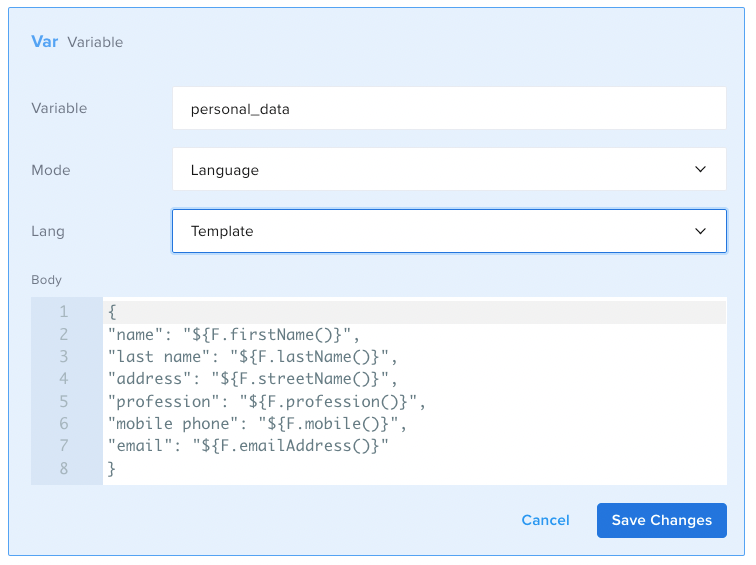 Var Variable
Variable personal_data
Mode Language
Lang Template
Body
1 {
2 "name": "${F.firstName()}",
3 "last name": "${F.lastName()}",
4 "address": "${F.streetName()}",
5 "profession": "${F.profession()}",
6 "mobile phone": "${F.mobile()}",
7 "email": "${F.emailAddress()}"
8 }
Cancel Save Changes